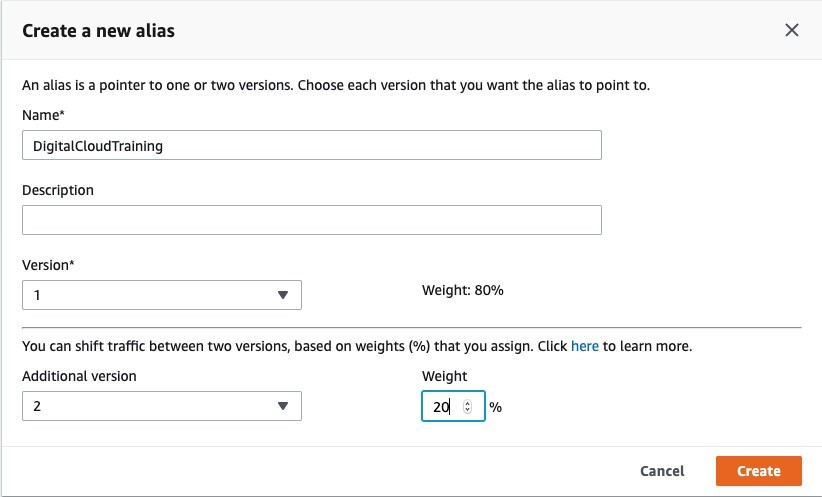 Create a new alias
An alias is a pointer to one or two versions. Choose each version that you want the alias to point to.
Name*
DigitalCloudTraining
Description
Version*
1
Weight: 80%
You can shift traffic between two versions, based on weights (%) that you assign. Click here to learn more.
Additional version
Weight
2
20 %
Cancel
Create